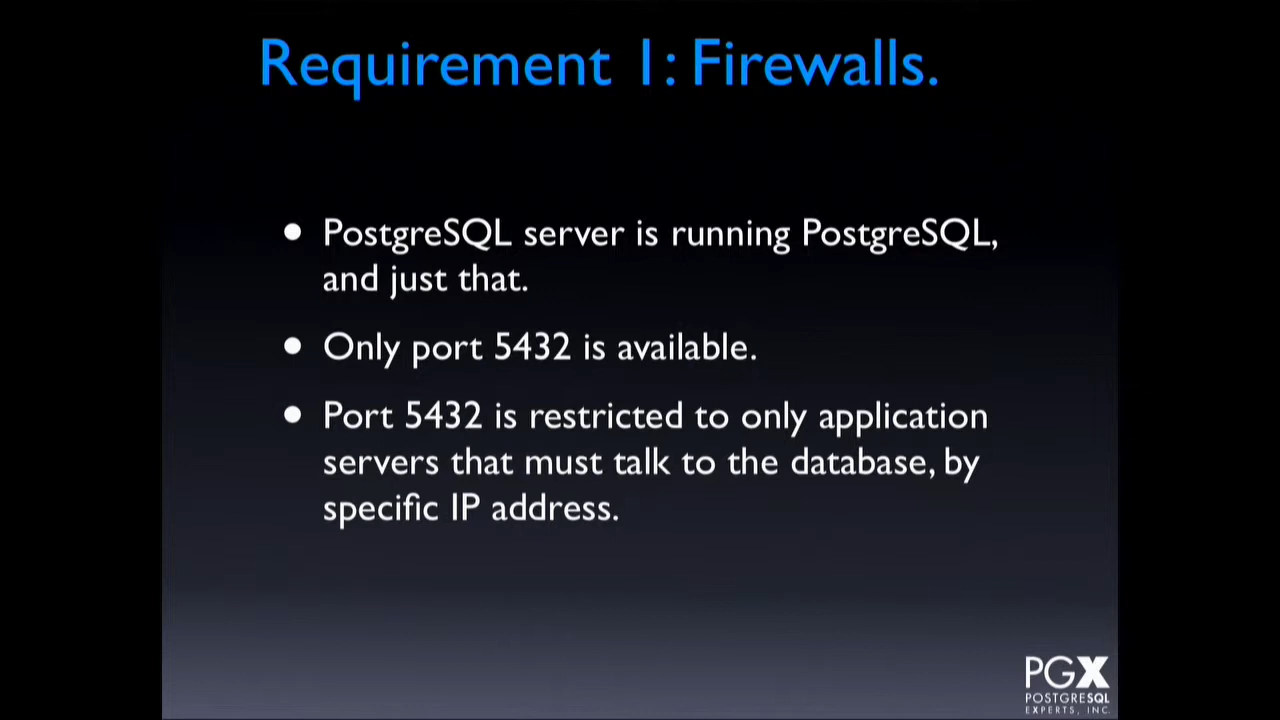 Requirement 1: Firewalls.
• PostgreSQL server is running PostgreSQL,
and just that.
• Only port 5432 is available.
• Port 5432 is restricted to only application
servers that must talk to the database, by
specific IP address.
PGX
POSTGRESQL
EXPERTS, INC.